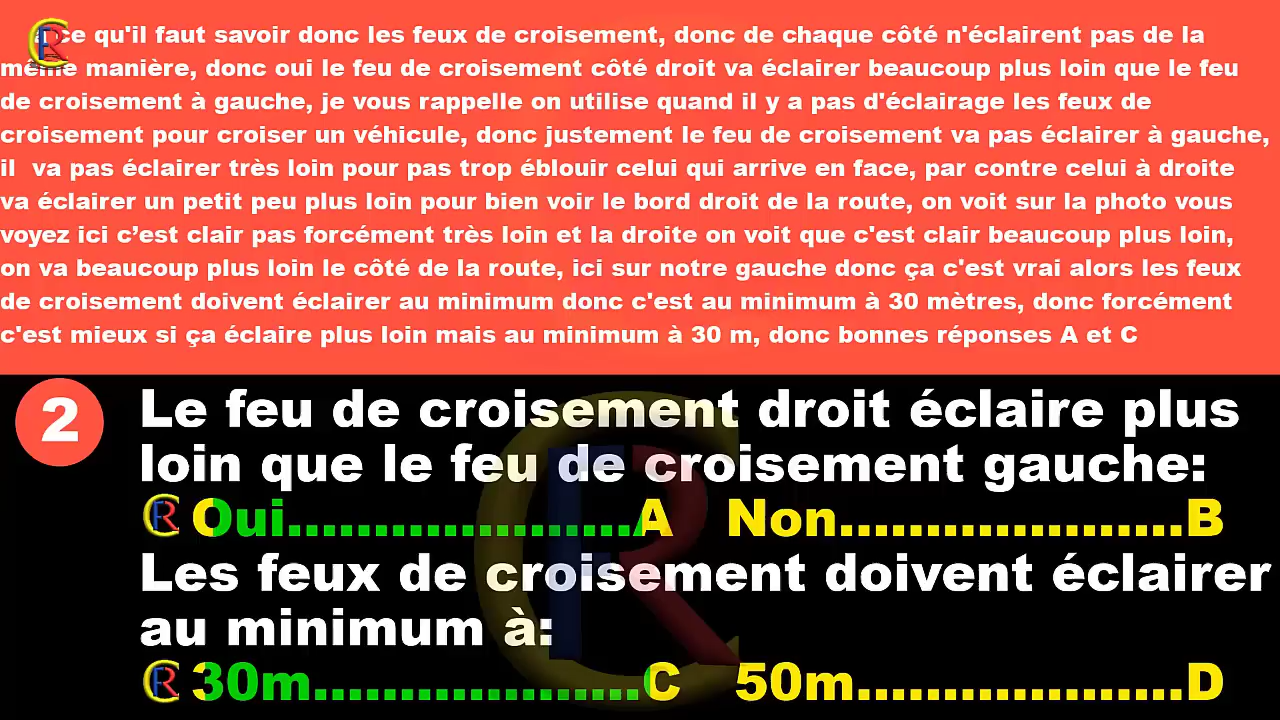 ce qu'il faut savoir donc les feux de croisement, donc de chaque côté n'éclairent pas de la
même manière, donc oui le feu de croisement côté droit va éclairer beaucoup plus loin que le feu
de croisement à gauche, je vous rappelle on utilise quand il y a pas d'éclairage les feux de
croisement pour croiser un véhicule, donc justement le feu de croisement va pas éclairer à gauche,
il va pas éclairer très loin pour pas trop éblouir celui qui arrive en face, par contre celui à droite
va éclairer un petit peu plus loin pour bien voir le bord droit de la route, on voit sur la photo vous
voyez ici c’est clair pas forcément très loin et la droite on voit que c'est clair beaucoup plus loin,
on va beaucoup plus loin le côté de la route, ici sur notre gauche donc ça c'est vrai alors les feux
de croisement doivent éclairer au minimum donc c'est au minimum à 30 mètres, donc forcément
c'est mieux si ça éclaire plus loin mais au minimum à 30 m, donc bonnes réponses A et C
2 Le feu de croisement droit éclaire plus
loin que le feu de croisement gauche:
Oui.....................A Non.....................B
Les feux de croisement doivent éclairer
au minimum à:
30m....................C 50m....................D